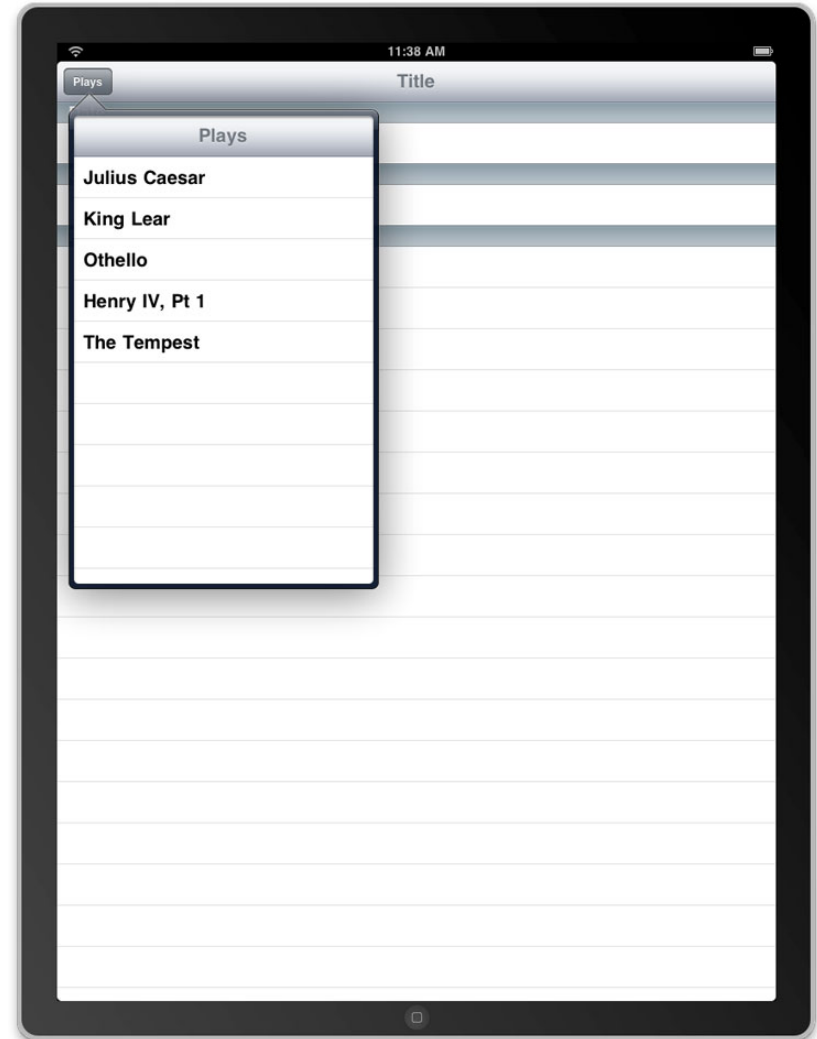 11:38 AM
Plays
Title
Plays
Julius Caesar
King Lear
Othello
Henry IV, Pt 1
The Tempest